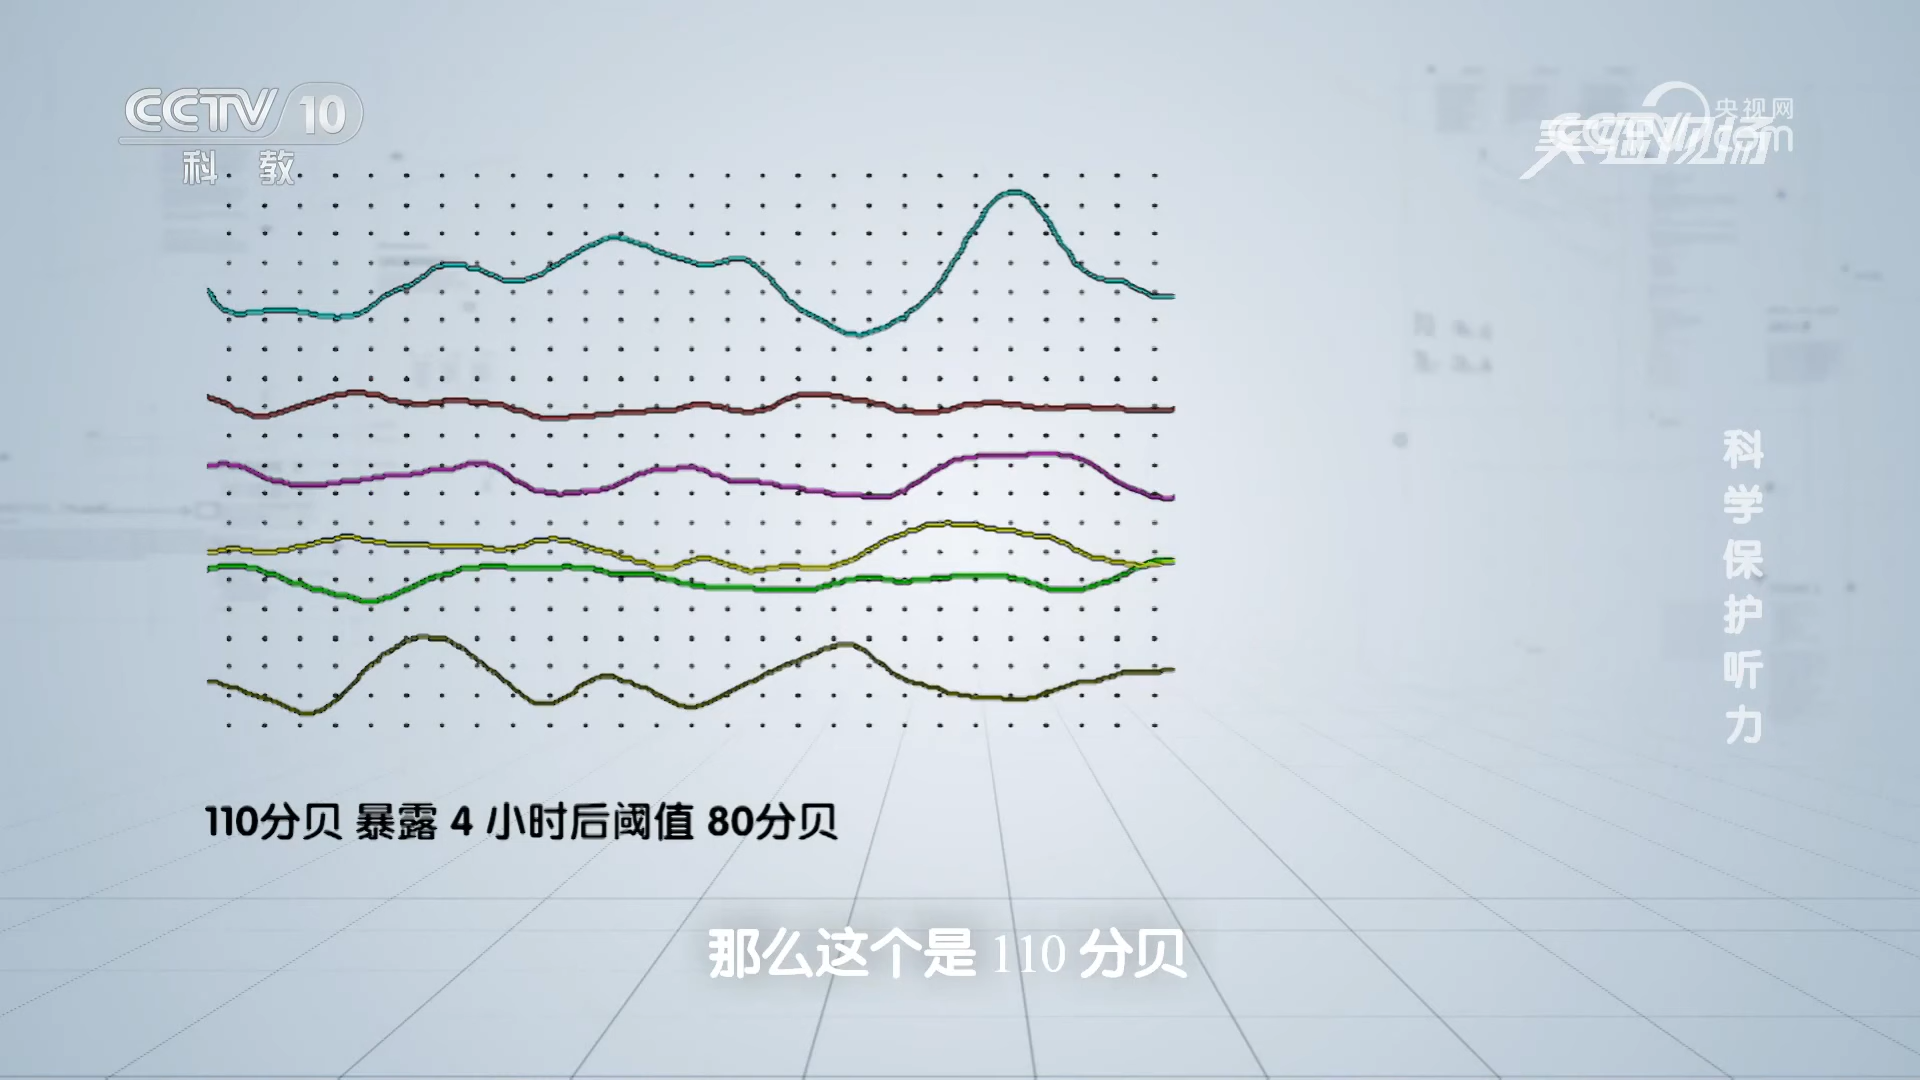 CCTV 10
科教
央视网
科学保护听力
110分贝 暴露 4 小时后阈值 80分贝
那么这个是 110 分贝